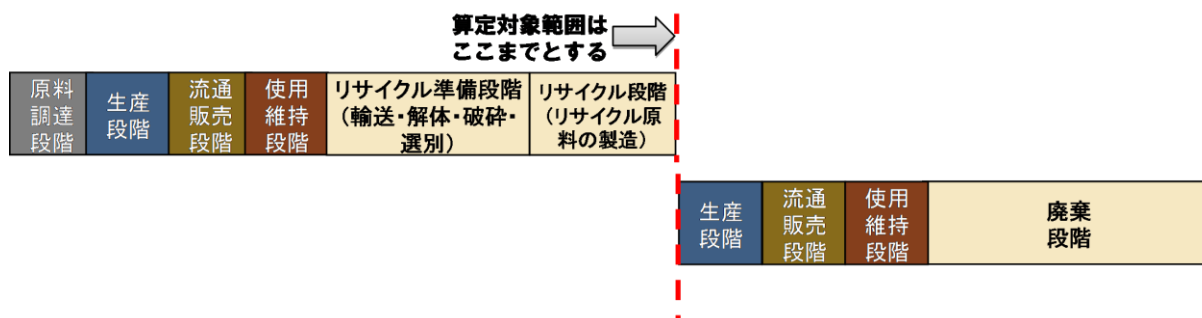 算定対象範囲は
ここまでとする
原料
調達
段階
生産
段階
流通
販売
段階
使用
維持
段階
リサイクル準備段階
(輸送・解体・破砕・
選別)
リサイクル段階
(リサイクル原
料の製造)
生産
段階
流通
販売
段階
使用
維持
段階
廃棄
段階